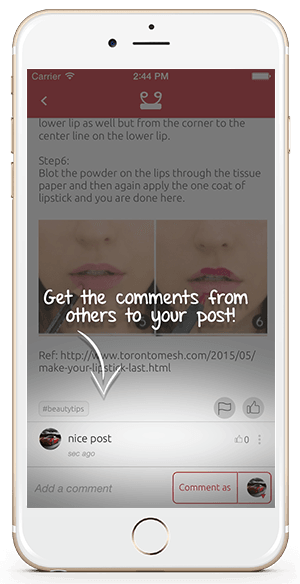 Carrier 2:44 PM
lower lip as well but from the corner to the
center line on the lower lip.
Step6:
Blot the powder on the lips through the tissue
paper and then again apply the one coat of
lipstick and you are done here.
5 6
Get the comments from
others to your post!
Ref: http://www.torontomesh.com/2015/05/
make-your-lipstick-last.html
#beautytips
nice post 0
sec ago
Add a comment Comment as